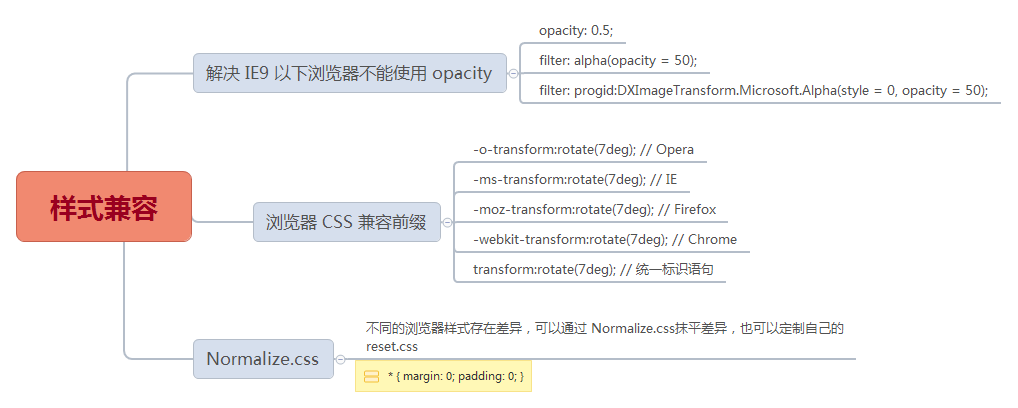 样式兼容
解决 IE9 以下浏览器不能使用 opacity
opacity: 0.5;
filter: alpha(opacity = 50);
filter: progid:DXImageTransform.Microsoft.Alpha(style = 0, opacity = 50);
浏览器 CSS 兼容前缀
-o-transform:rotate(7deg); // Opera
-ms-transform:rotate(7deg); // IE
-moz-transform:rotate(7deg); // Firefox
-webkit-transform:rotate(7deg); // Chrome
transform:rotate(7deg); // 统一标识语句
Normalize.css
不同的浏览器样式存在差异，可以通过 Normalize.css抹平差异，也可以定制自己的
reset.css
* { margin: 0; padding: 0; }